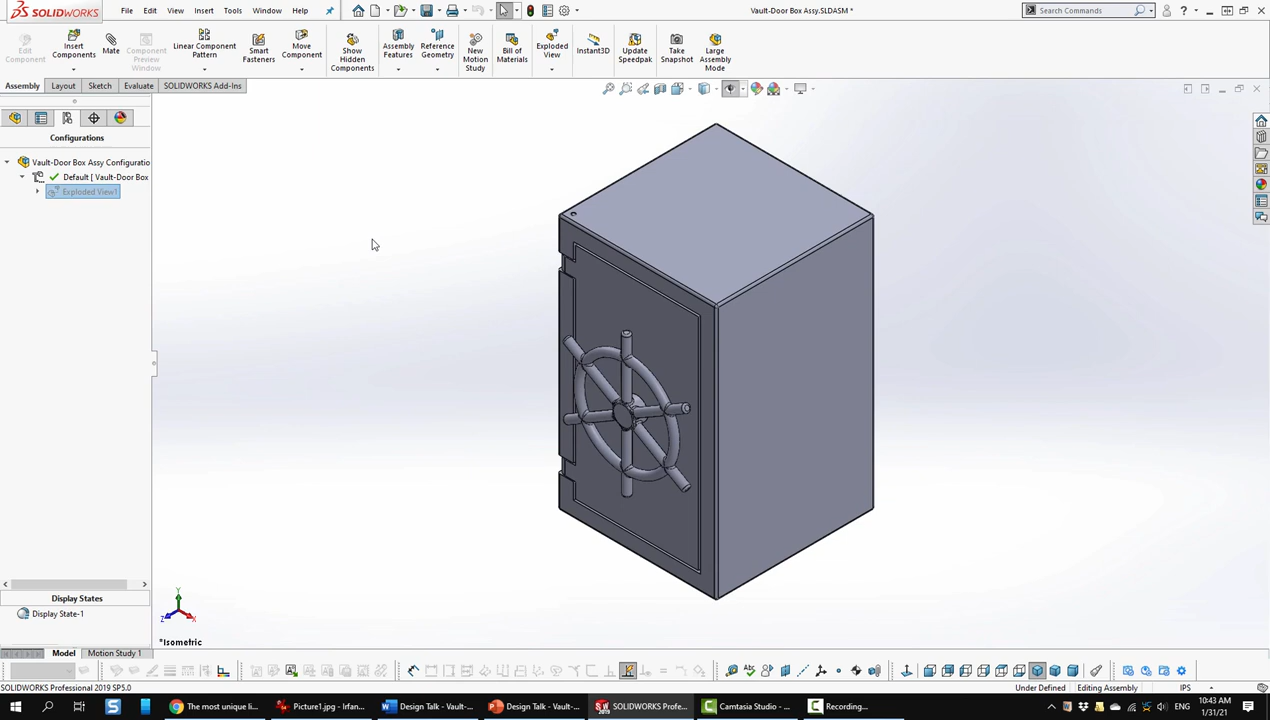 SOLIDWORKS
File
Edit
View
Insert
Tools
Window
Help
Vault-Door Box Assy.SLDASM *
Search Commands
Edit Component
Insert Components
Mate
Component Preview Window
Linear Component Pattern
Smart Fasteners
Move Component
Show Hidden Components
Assembly Features
Reference Geometry
New Motion Study
Bill of Materials
Exploded View
Instant3D
Update Speedpak
Take Snapshot
Large Assembly Mode
Assembly
Layout
Sketch
Evaluate
SOLIDWORKS Add-Ins
Configurations
Vault-Door Box Assy Configuratio
Default [ Vault-Door Box
Exploded View1
Display States
Display State-1
Y
Z
X
*Isometric
Model
Motion Study 1
SOLIDWORKS Professional 2019 SP5.0
Under Defined
Editing Assembly
IPS
The most unique li...
Picture1.jpg - Irfan...
Design Talk - Vault-...
Design Talk - Vault-...
SOLIDWORKS Profe...
Camtasia Studio - ...
Recording...
10:43 AM
1/31/21